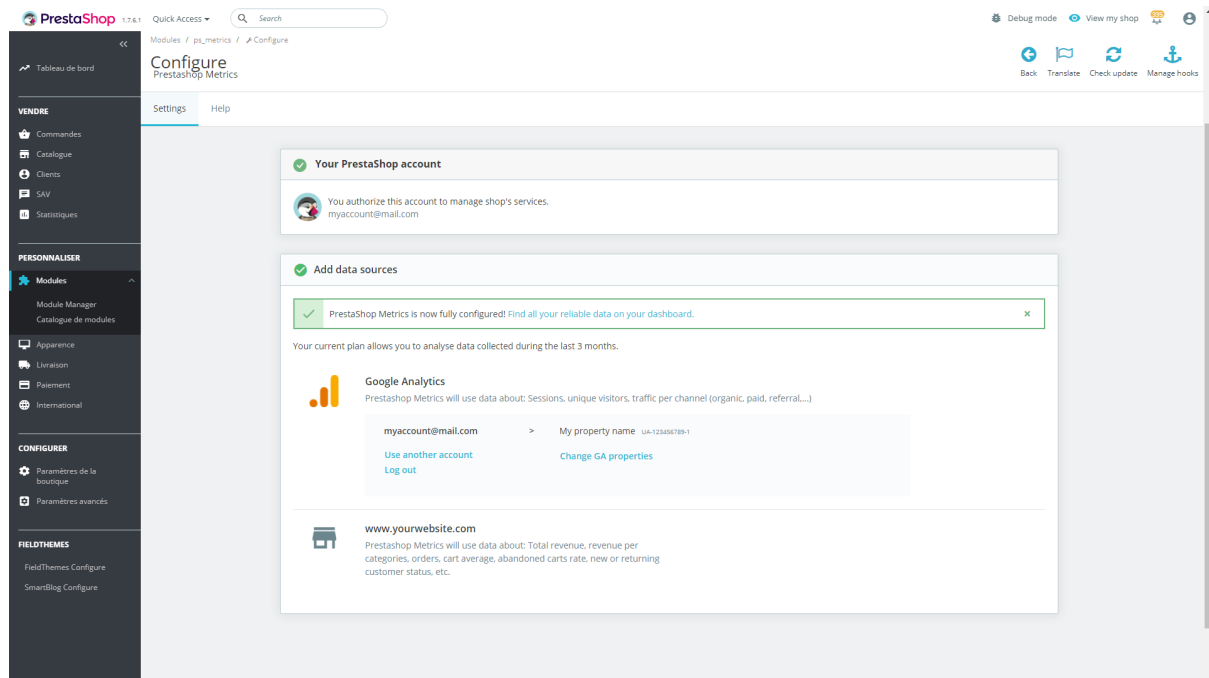 PrestaShop 1.7.6.1 Quick Access Search Debug mode View my shop 335
Modules / ps_metrics / Configure
Configure
Prestashop Metrics
Back Translate Check update Manage hooks
Settings Help
«
Tableau de bord
VENDRE
Commandes
Catalogue
Clients
SAV
Statistiques
PERSONNALISER
Modules
Module Manager
Catalogue de modules
Apparence
Livraison
Paiement
International
CONFIGURER
Paramètres de la
boutique
Paramètres avancés
FIELDTHEMES
FieldThemes Configure
SmartBlog Configure
Your PrestaShop account
You authorize this account to manage shop's services.
myaccount@mail.com
Add data sources
PrestaShop Metrics is now fully configured! Find all your reliable data on your dashboard. ×
Your current plan allows you to analyse data collected during the last 3 months.
Google Analytics
Prestashop Metrics will use data about: Sessions, unique visitors, traffic per channel (organic, paid, referral,...)
myaccount@mail.com > My property name UA-123456789-1
Use another account Change GA properties
Log out
www.yourwebsite.com
Prestashop Metrics will use data about: Total revenue, revenue per
categories, orders, cart average, abandoned carts rate, new or returning
customer status, etc.